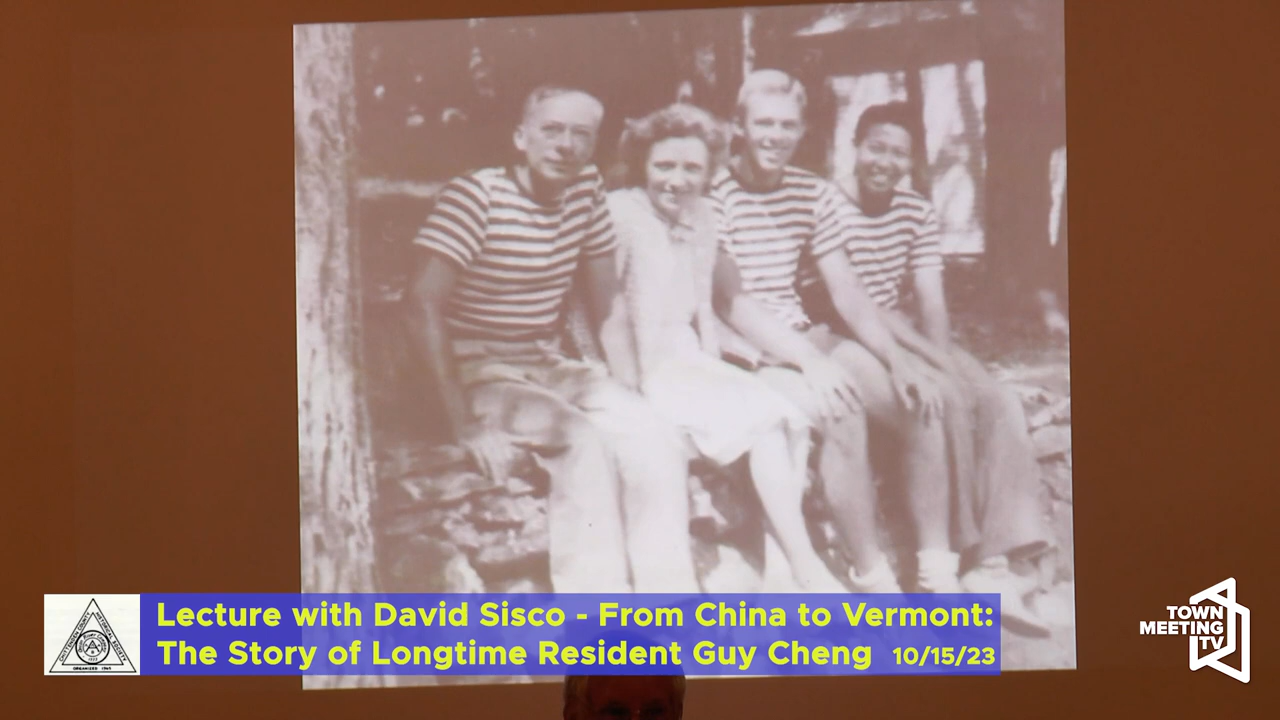 Lecture with David Sisco - From China to Vermont:
The Story of Longtime Resident Guy Cheng 10/15/23
TOWN
MEETING
TV